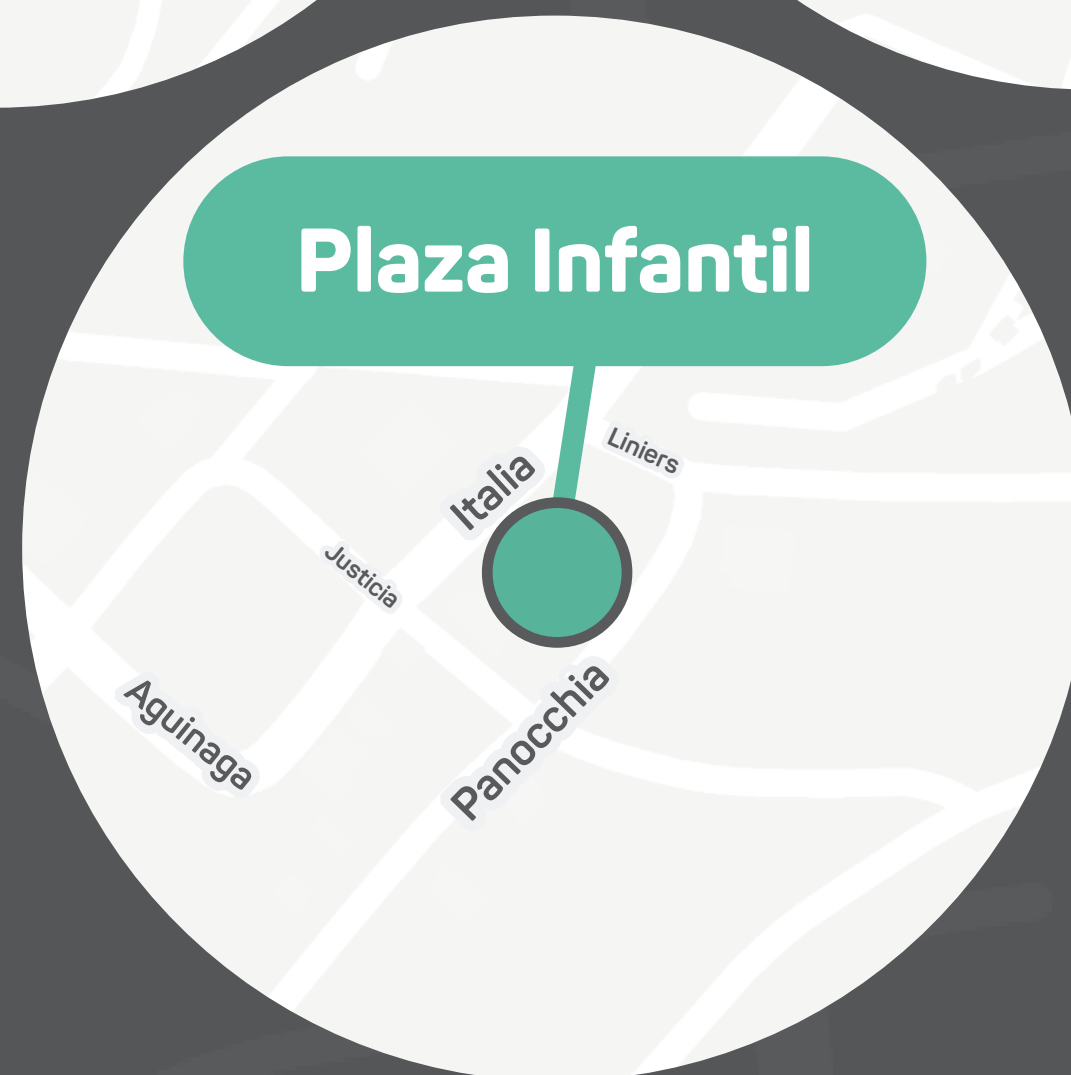 Plaza Infantil
Liniers
Italia
Justicia
Aguinaga
Panocchia